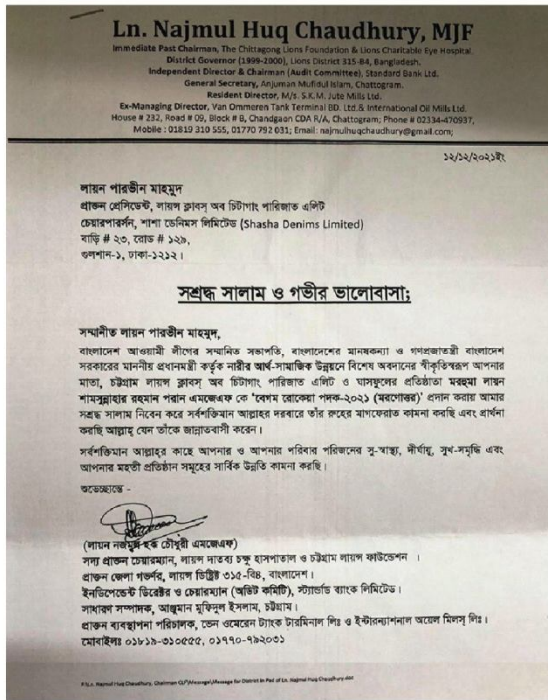 Ln. Najmul Huq Chaudhury, MJF
Immediate Past Chairman, The Chittagong Lions Foundation & Lions Charitable Eye Hospital.
District Governor (1999-2000), Lions District 315-B4, Bangladesh.
Independent Director & Chairman (Audit Committee), Standard Bank Ltd.
General Secretary, Anjuman Mufidul Islam, Chattogram.
Resident Director, M/s. S.K.M. Jute Mills Ltd.
Ex-Managing Director, Van Ommeren Tank Terminal BD. Ltd.& International Oil Mills Ltd.
House # 232, Road # 09, Block # B, Chandgaon CDA R/A, Chattogram; Phone # 02334-470937,
Mobile : 01819 310 555, 01770 792 031; Email: najmulhuqchaudhury@gmail.com;
১২/১২/২০২১ইং
লায়ন পারভীন মাহমুদ
প্রাক্তন প্রেসিডেন্ট, লায়ন্স ক্লাবস্ অব চিটাগাং পারিজাত এলিট
চেয়ারপারর্সন, শাশা ডেনিমস লিমিটেড (Shasha Denims Limited)
বাড়ি # ২৩, রোড # ১২৯,
গুলশান-১, ঢাকা-১২১২।
সশ্রদ্ধ সালাম ও গভীর ভালোবাসা;
সম্মানীত লায়ন পারভীন মাহমুদ,
বাংলাদেশ আওয়ামী লীগের সম্মানিত সভাপতি, বাংলাদেশের মানষকন্যা ও গণপ্রজাতন্ত্রী বাংলাদেশ
সরকারের মাননীয় প্রধানমন্ত্রী কর্তৃক নারীর আর্থ-সামাজিক উন্নয়নে বিশেষ অবদানের স্বীকৃতিস্বরূপ আপনার
মাতা, চট্টগ্রাম লায়ন্স ক্লাবস্ অব চিটাগাং পারিজাত এলিট ও ঘাসফুলের প্রতিষ্ঠাতা মরহুমা লায়ন
শামসুন্নাহার রহমান পরান এমজেএফ কে 'বেগম রোকেয়া পদক-২০২১ (মরণোত্তর)' প্রদান করায় আমার
সশ্রদ্ধ সালাম নিবেন করে সর্বশক্তিমান আল্লাহর দরবারে তাঁর রুহের মাগফেরাত কামনা করছি এবং প্রার্থনা
করছি আল্লাহ্ যেন তাঁকে জান্নাতবাসী করেন।
সর্বশক্তিমান আল্লাহর কাছে আপনার ও আপনার পরিবার পরিজনের সু-স্বাস্থ্য, দীর্ঘায়ু, সুখ-সমৃদ্ধি এবং
আপনার মহতী প্রতিষ্ঠান সমূহের সার্বিক উন্নতি কামনা করছি।
শুভেচ্ছান্তে -
(লায়ন নজমুল হক চৌধুরী এমজেএফ)
সদ্য প্রাক্তন চেয়ারম্যান, লায়ন্স দাতব্য চক্ষু হাসপাতাল ও চট্টগ্রাম লায়ন্স ফাউন্ডেশন ।
প্রাক্তন জেলা গভর্নর, লায়ন্স ডিষ্ট্রিক্ট ৩১৫-বি৪, বাংলাদেশ।
ইনডিপেন্ডেন্ট ডিরেক্টর ও চেয়ারম্যান (অডিট কমিটি), স্ট্যান্ডার্ড ব্যাংক লিমিটেড।
সাধারণ সম্পাদক, আঞ্জুমান মুফিদুল ইসলাম, চট্টগ্রাম।
প্রাক্তন ব্যবস্থাপনা পরিচালক, ভেন ওমেরেন ট্যাংক টারমিনাল লিঃ ও ইন্টারন্যাশনাল অয়েল মিলস্ লিঃ।
মোবাইলঃ ০১৮১৯-৩১০৫৫৫, ০১৭৭০-৭৯২০৩১